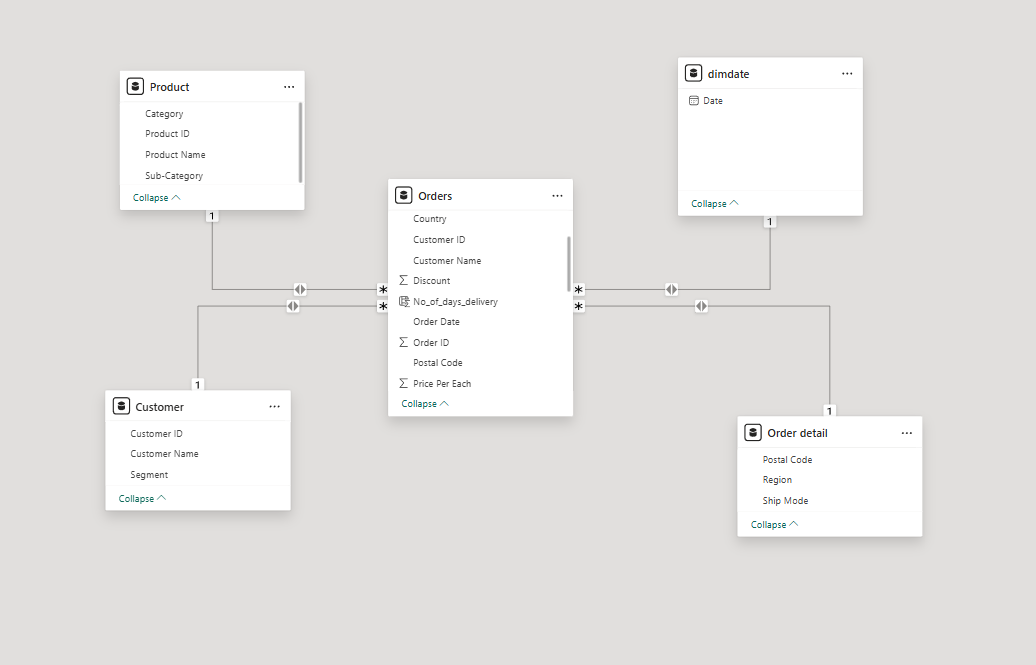 Product
Category
Product ID
Product Name
Sub-Category
Collapse
1
dimdate
Date
Collapse
1
Orders
Country
Customer ID
Customer Name
Discount
No_of_days_delivery
Order Date
Order ID
Postal Code
Price Per Each
Collapse
*
*
*
*
1
Customer
Customer ID
Customer Name
Segment
Collapse
1
Order detail
Postal Code
Region
Ship Mode
Collapse